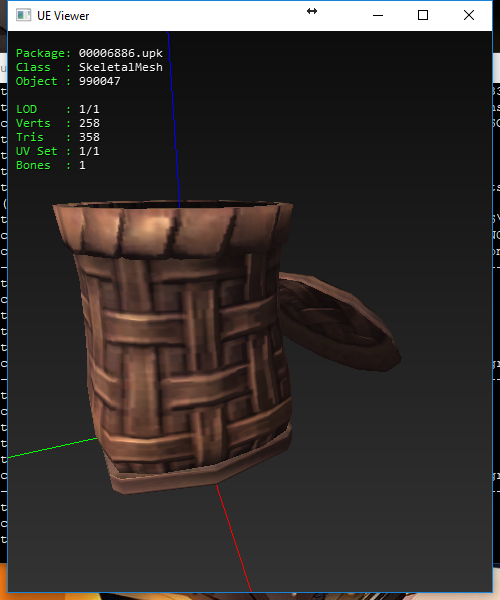 UE Viewer
Package: 00006886.upk
Class : SkeletalMesh
Object : 990047
LOD : 1/1
Verts : 258
Tris : 358
UV Set : 1/1
Bones : 1